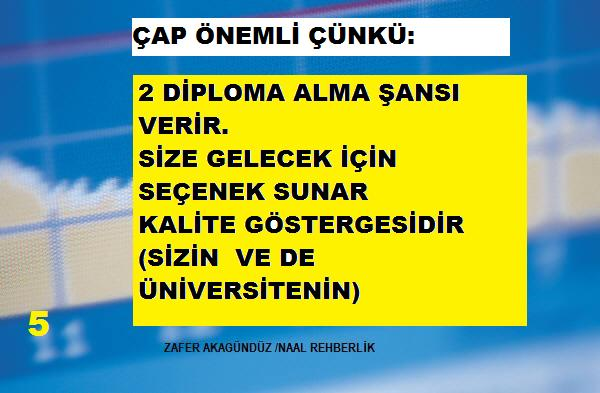 ÇAP ÖNEMLİ ÇÜNKÜ:
2 DİPLOMA ALMA ŞANSI
VERİR.
SİZE GELECEK İÇİN
SEÇENEK SUNAR
KALİTE GÖSTERGESİDİR
(SİZİN  VE DE
ÜNİVERSİTENİN)
5
11
ZAFER AKAGÜNDÜZ /NAAL REHBERLİK